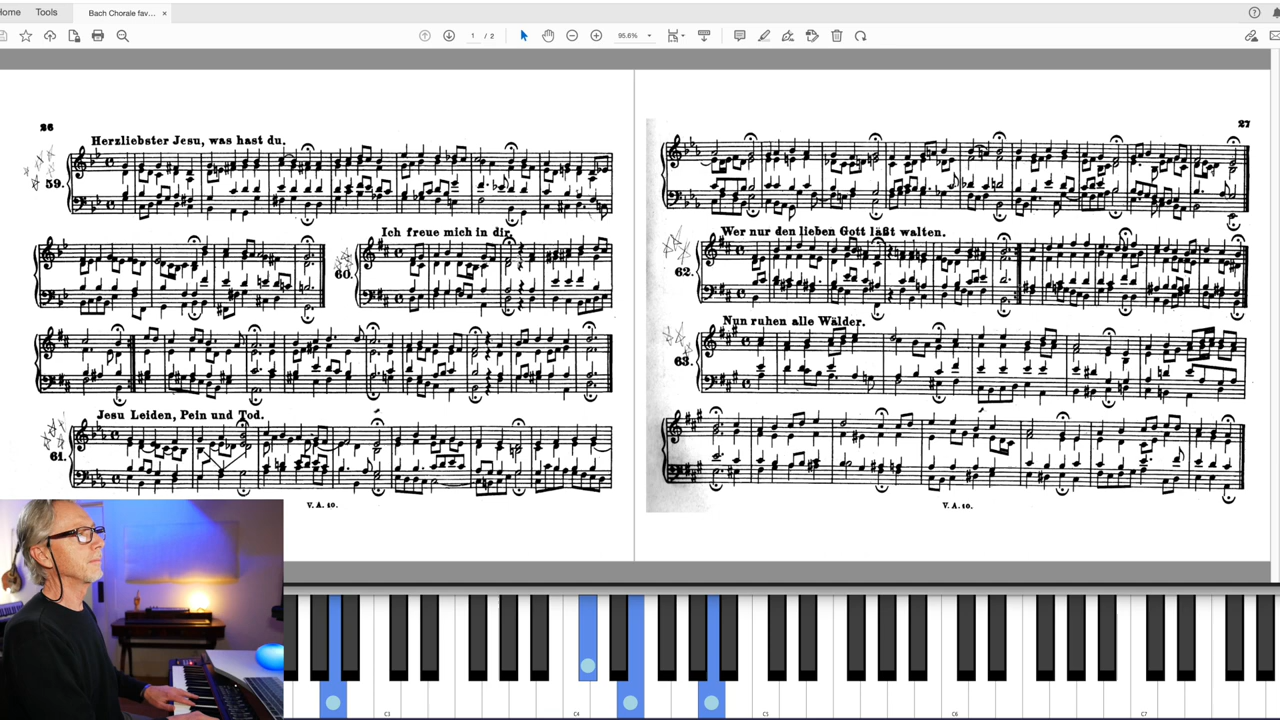 Home
Tools
Bach Chorale fav...
×
?
1 / 2
95.6%
26
Herzliebster Jesu, was hast du.
59.
Ich freue mich in dir.
60.
Jesu Leiden, Pein und Tod.
61.
V. A. 10.
27
Wer nur den lieben Gott läßt walten.
62.
Nun ruhen alle Wälder.
63.
V. A. 10.
C3
C4
C5
C6
C7